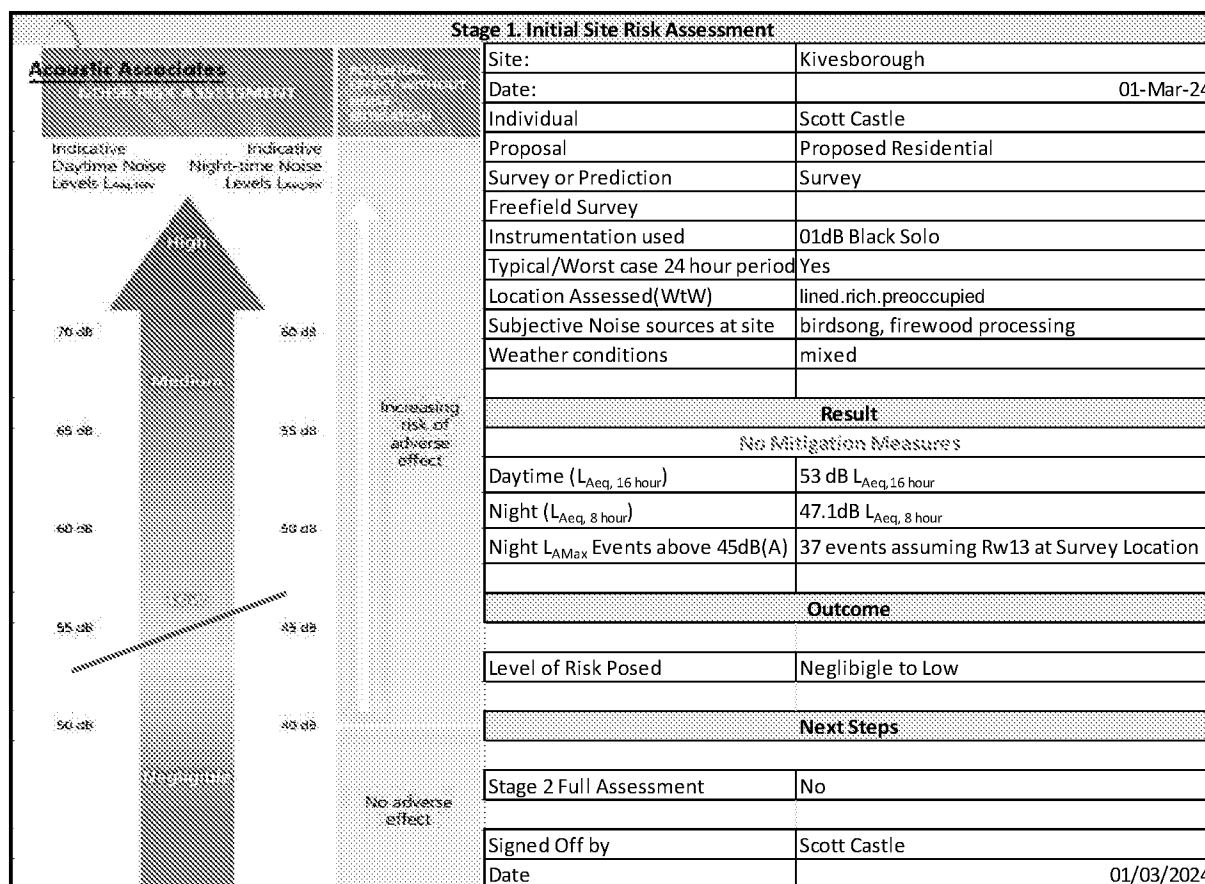 Stage 1. Initial Site Risk Assessment
Acoustic Associates
Indicative Daytime Noise Levels
Indicative Night-time Noise Levels
High
70 dB 60 dB
Medium
65 dB 55 dB
60 dB 50 dB
55 dB 45 dB
50 dB 40 dB
Negligible
Increasing
risk of
adverse
effect
No adverse
effect
Site: Kivesborough
Date: 01-Mar-24
Individual Scott Castle
Proposal Proposed Residential
Survey or Prediction Survey
Freefield Survey
Instrumentation used 01dB Black Solo
Typical/Worst case 24 hour period Yes
Location Assessed(WtW) lined.rich.preoccupied
Subjective Noise sources at site birdsong, firewood processing
Weather conditions mixed
Result
No Mitigation Measures
Daytime (LAeq, 16 hour) 53 dB LAeq,16 hour
Night (LAeq, 8 hour) 47.1dB LAeq, 8 hour
Night LAMax Events above 45dB(A) 37 events assuming Rw13 at Survey Location
Outcome
Level of Risk Posed Neglibigle to Low
Next Steps
Stage 2 Full Assessment No
Signed Off by Scott Castle
Date 01/03/2024